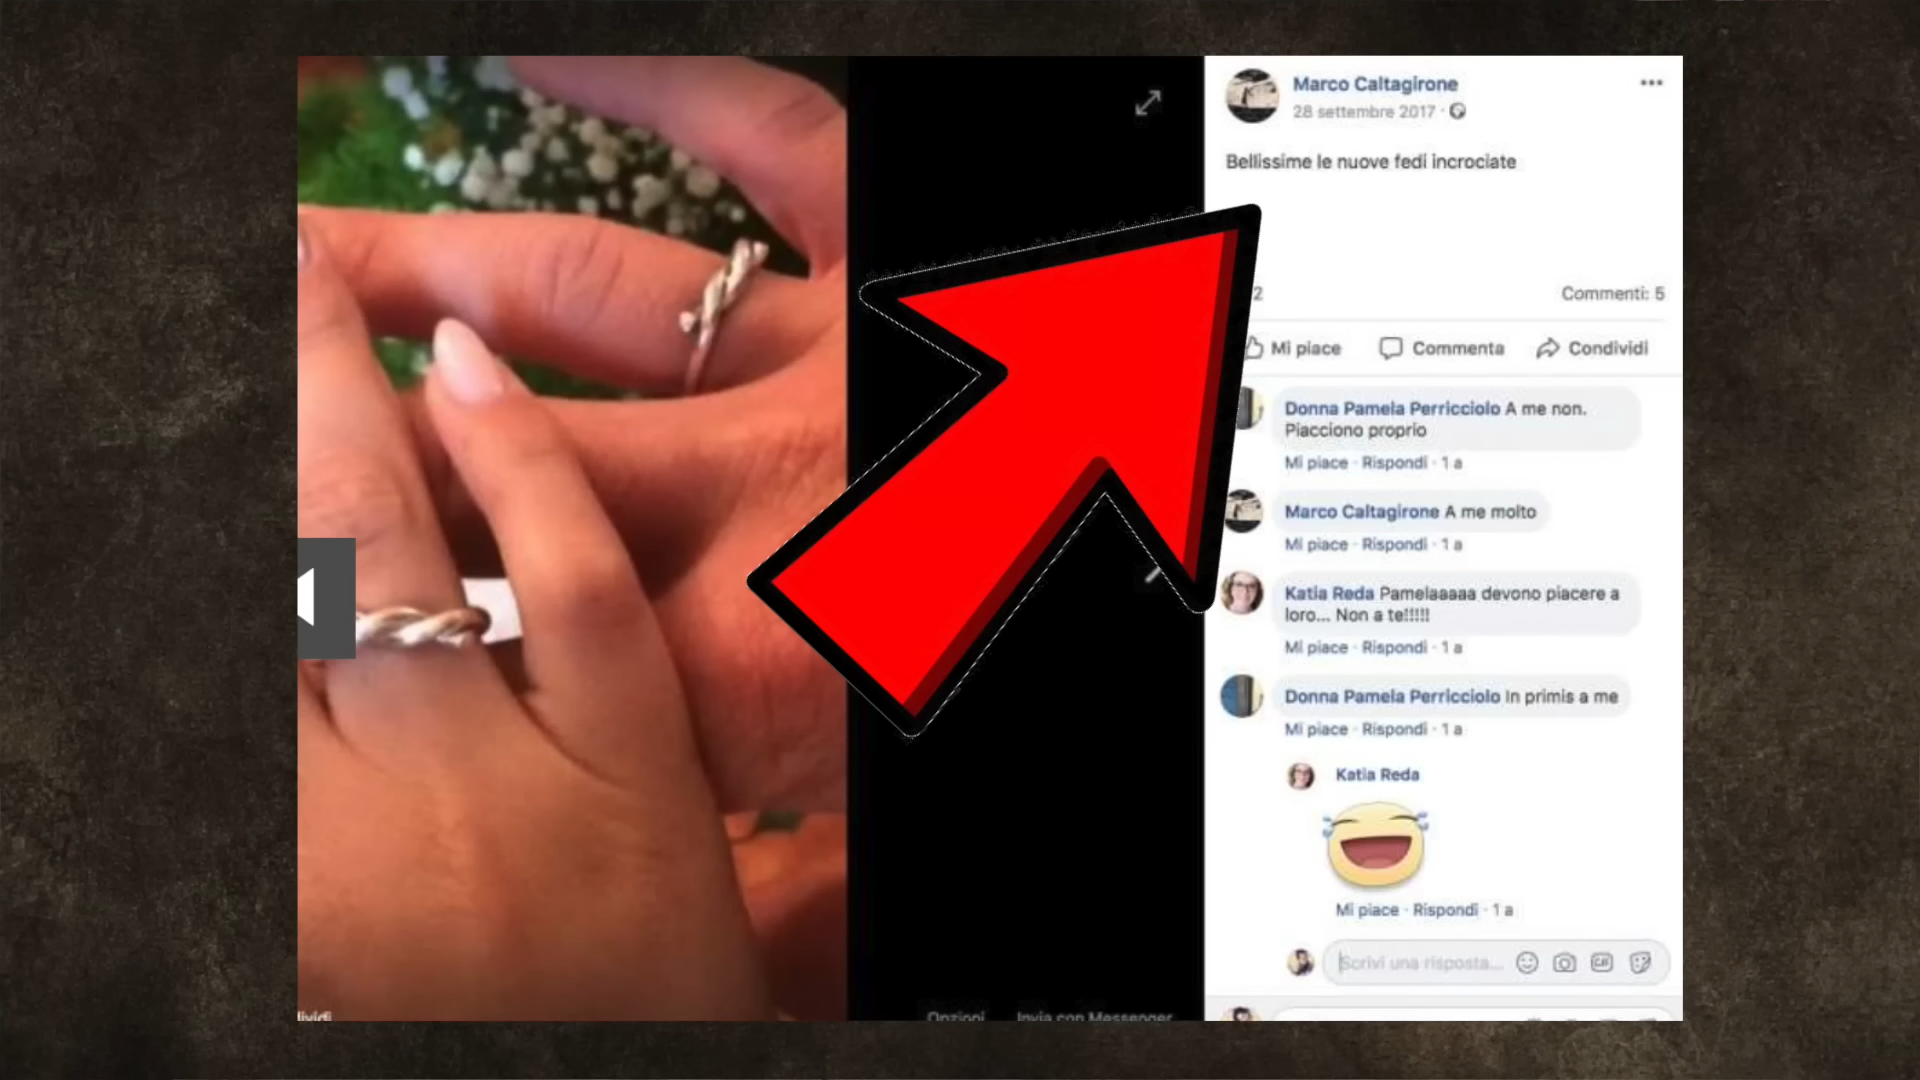 Marco Caltagirone
28 settembre 2017 ·
Bellissime le nuove fedi incrociate
2
Commenti: 5
Mi piace
Commenta
Condividi
Donna Pamela Perricciolo A me non.
Piacciono proprio
Mi piace · Rispondi · 1 a
Marco Caltagirone A me molto
Mi piace · Rispondi · 1 a
Katia Reda Pamelaaaaa devono piacere a
loro... Non a te!!!!!
Mi piace · Rispondi · 1 a
Donna Pamela Perricciolo In primis a me
Mi piace · Rispondi · 1 a
Katia Reda
Mi piace · Rispondi · 1 a
Scrivi una risposta...
GIF
Opzioni
Invia con Messenger